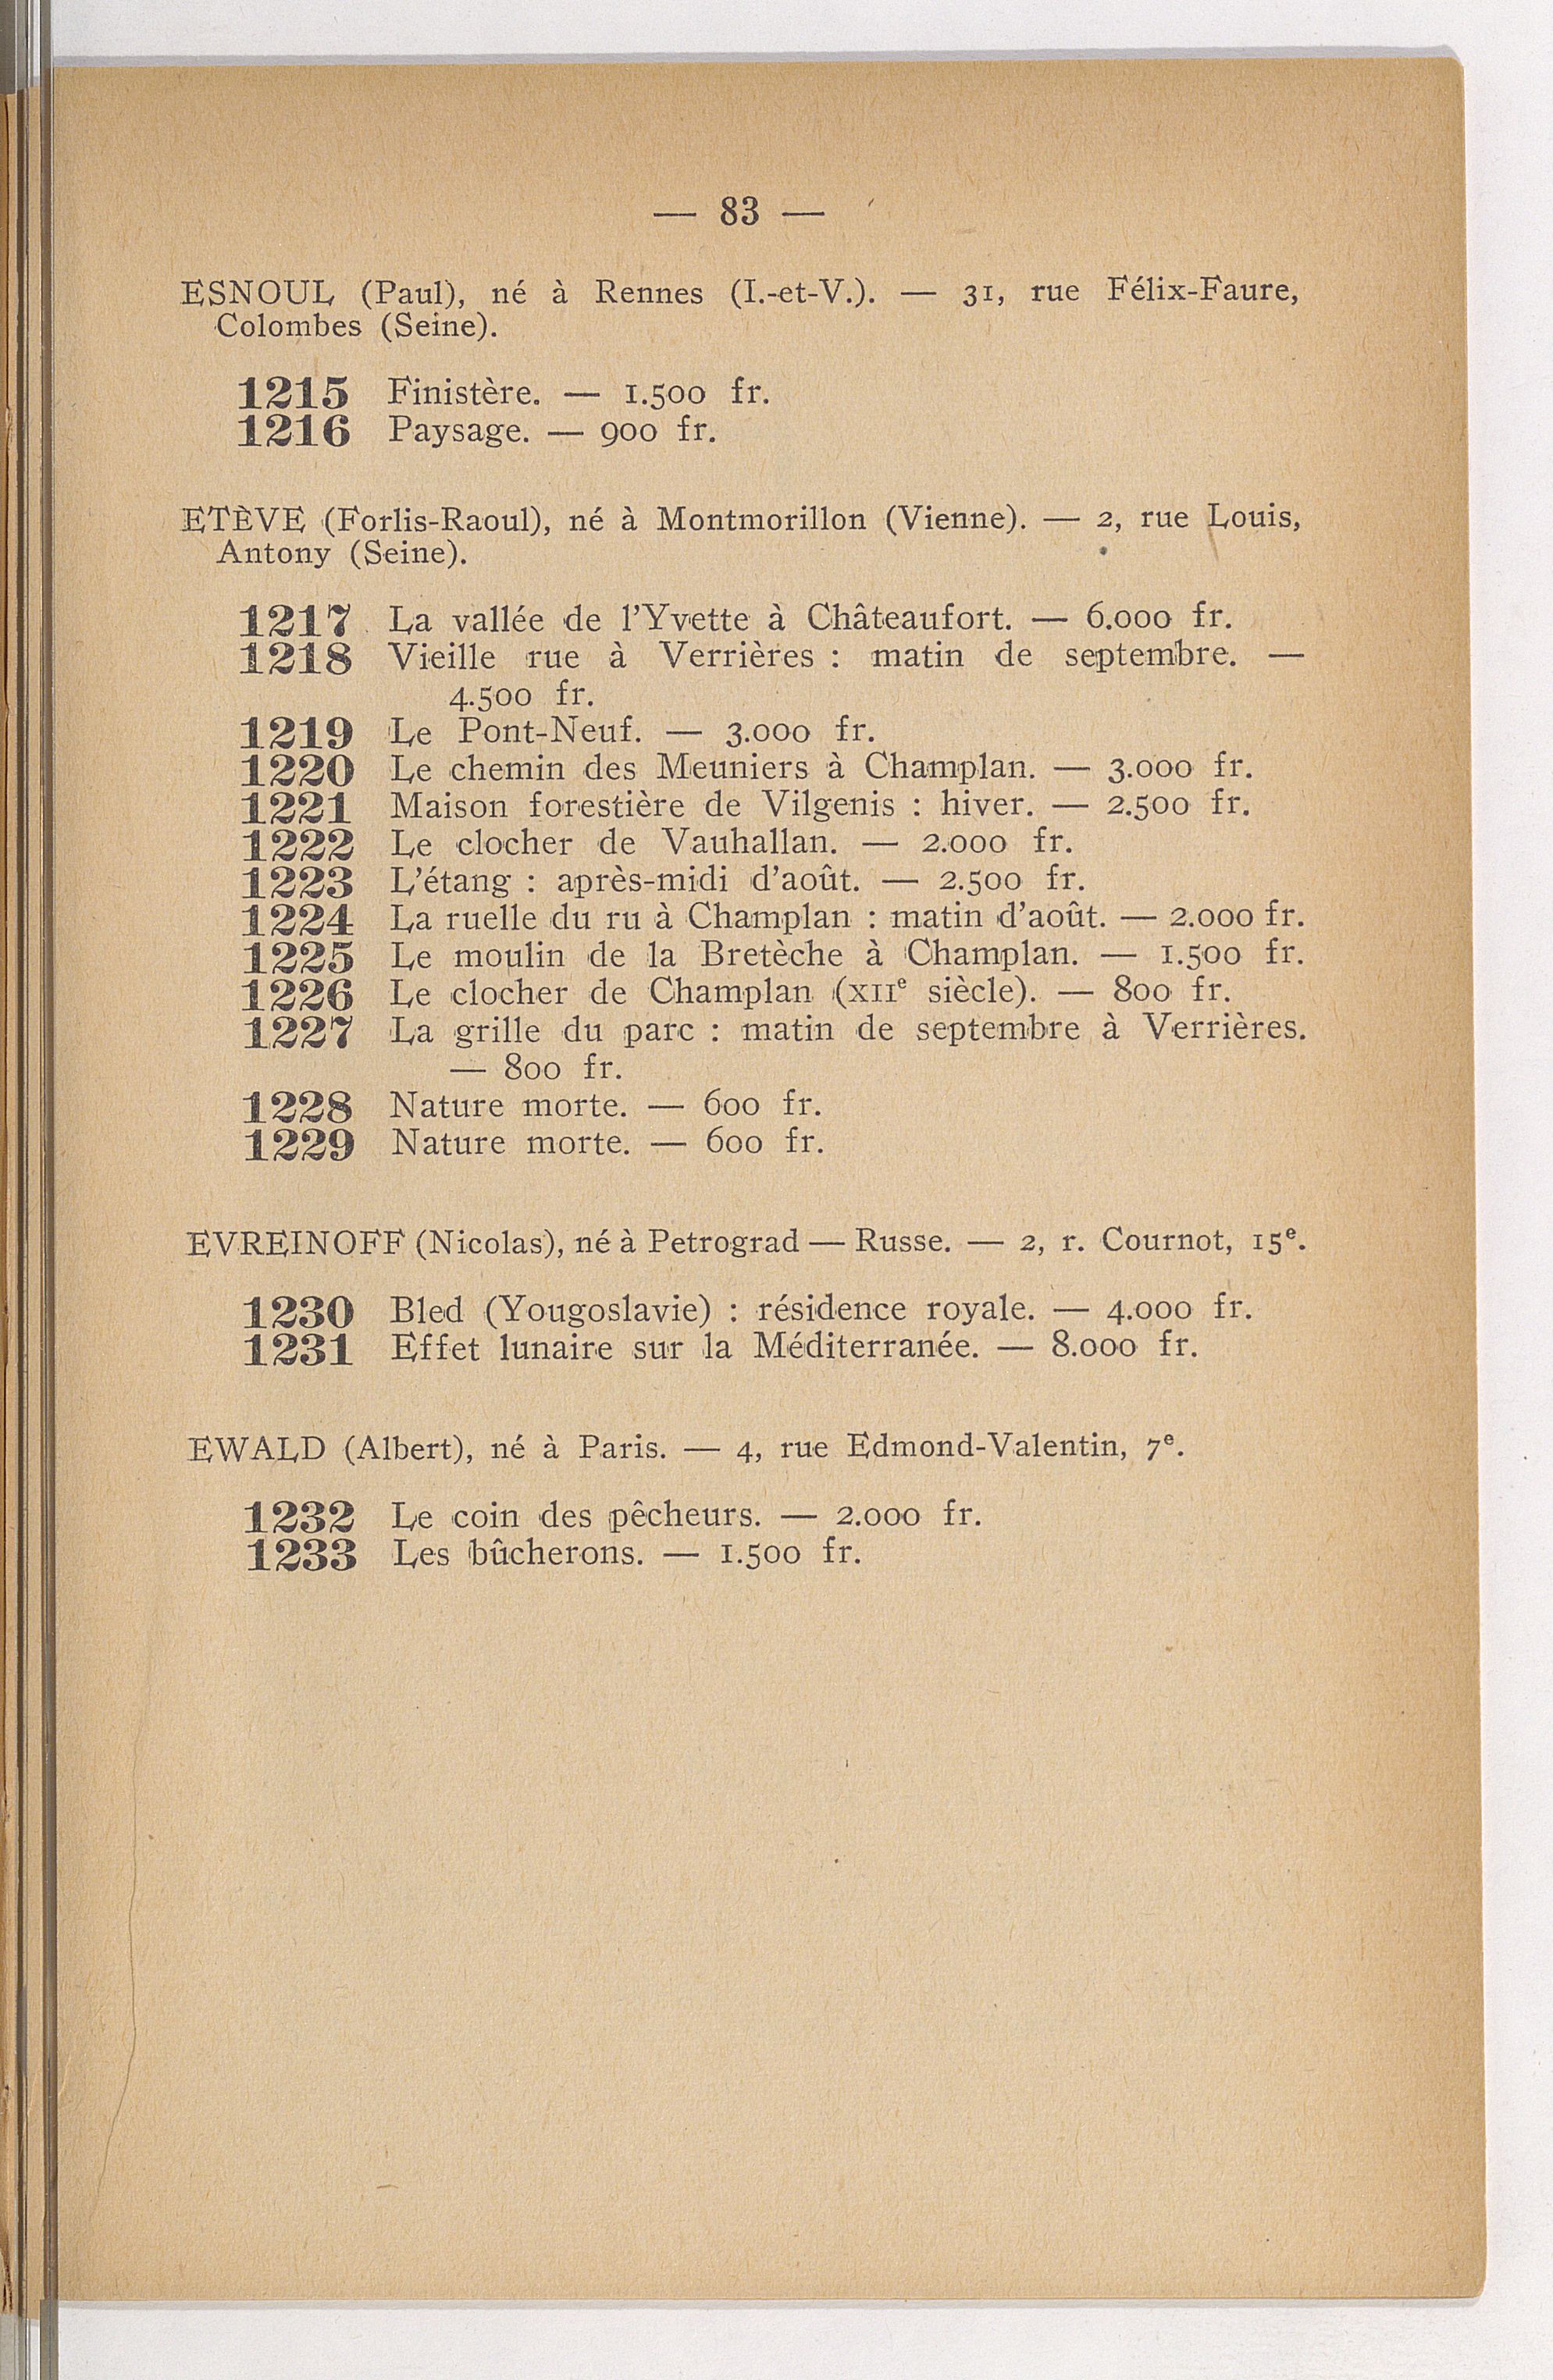 — 83 —
ESNOUL (Paul), né à Rennes (I.-et-V.). — 31, rue Félix-Faure,
Colombes (Seine).
1215 Finistère. — 1.500 fr.
1216 Paysage. — 900 fr.
ETÈVE (Forlis-Raoul), né à Montmorillon (Vienne). — 2, rue Louis,
Antony (Seine).
1217 La vallée de l'Yvette à Châteaufort. — 6.000 fr.
1218 Vieille rue à Verrières : matin de septembre. —
4.500 fr.
1219 Le Pont-Neuf. — 3.000 fr.
1220 Le chemin des Meuniers à Champlan. — 3.000 fr.
1221 Maison forestière de Vilgenis : hiver. — 2.500 fr.
1222 Le clocher de Vauhallan. — 2.000 fr.
1223 L'étang : après-midi d'août. — 2.500 fr.
1224 La ruelle du ru à Champlan : matin d'août. — 2.000 fr.
1225 Le moulin de la Bretèche à Champlan. — 1.500 fr.
1226 Le clocher de Champlan (XIIe siècle). — 800 fr.
1227 La grille du parc : matin de septembre à Verrières.
— 800 fr.
1228 Nature morte. — 600 fr.
1229 Nature morte. — 600 fr.
EVREINOFF (Nicolas), né à Petrograd — Russe. — 2, r. Cournot, 15e.
1230 Bled (Yougoslavie) : résidence royale. — 4.000 fr.
1231 Effet lunaire sur la Méditerranée. — 8.000 fr.
EWALD (Albert), né à Paris. — 4, rue Edmond-Valentin, 7e.
1232 Le coin des pêcheurs. — 2.000 fr.
1233 Les bûcherons. — 1.500 fr.